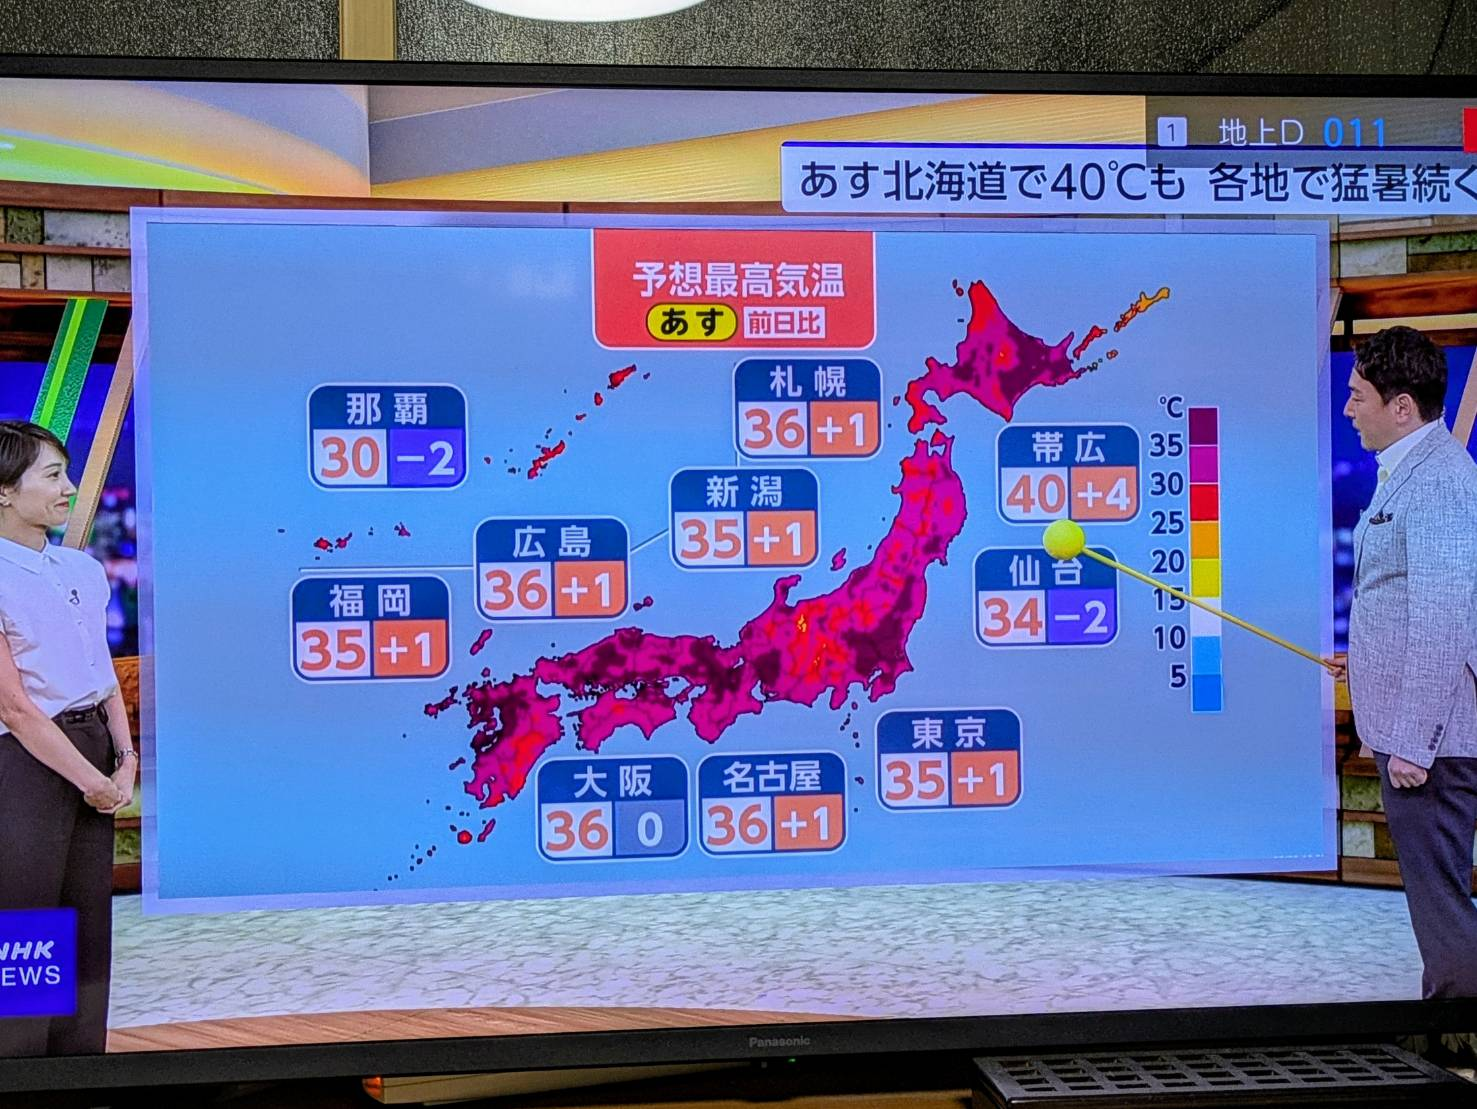 1 地上D 011
あす北海道で40℃も 各地で猛暑続く
予想最高気温
あす 前日比
那覇
30 -2
札幌
36 +1
帯広
40 +4
新潟
35 +1
広島
36 +1
仙台
34 -2
福岡
35 +1
東京
35 +1
大阪
36 0
名古屋
36 +1
℃
35
30
25
20
15
10
5
NHK
NEWS
Panasonic